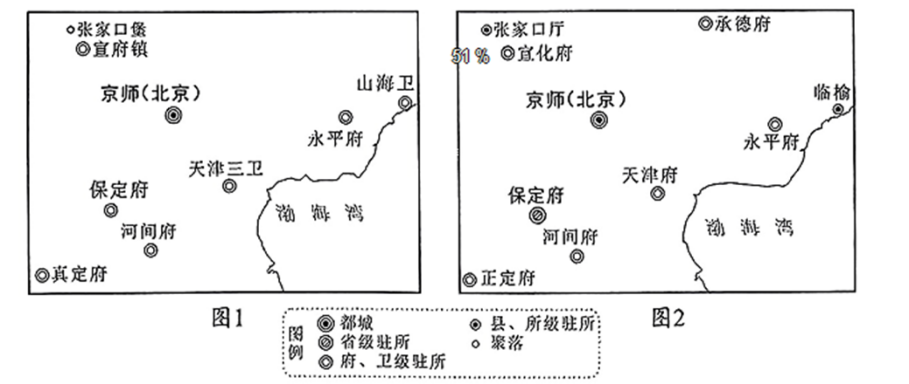 张家口堡
宣府镇
京师(北京)
山海卫
永平府
天津三卫
保定府
河间府
真定府
渤海湾
图1
张家口厅
51%
宣化府
承德府
京师(北京)
临榆
永平府
天津府
保定府
河间府
正定府
渤海湾
图2
图例
都城
省级驻所
府、卫级驻所
县、所级驻所
聚落